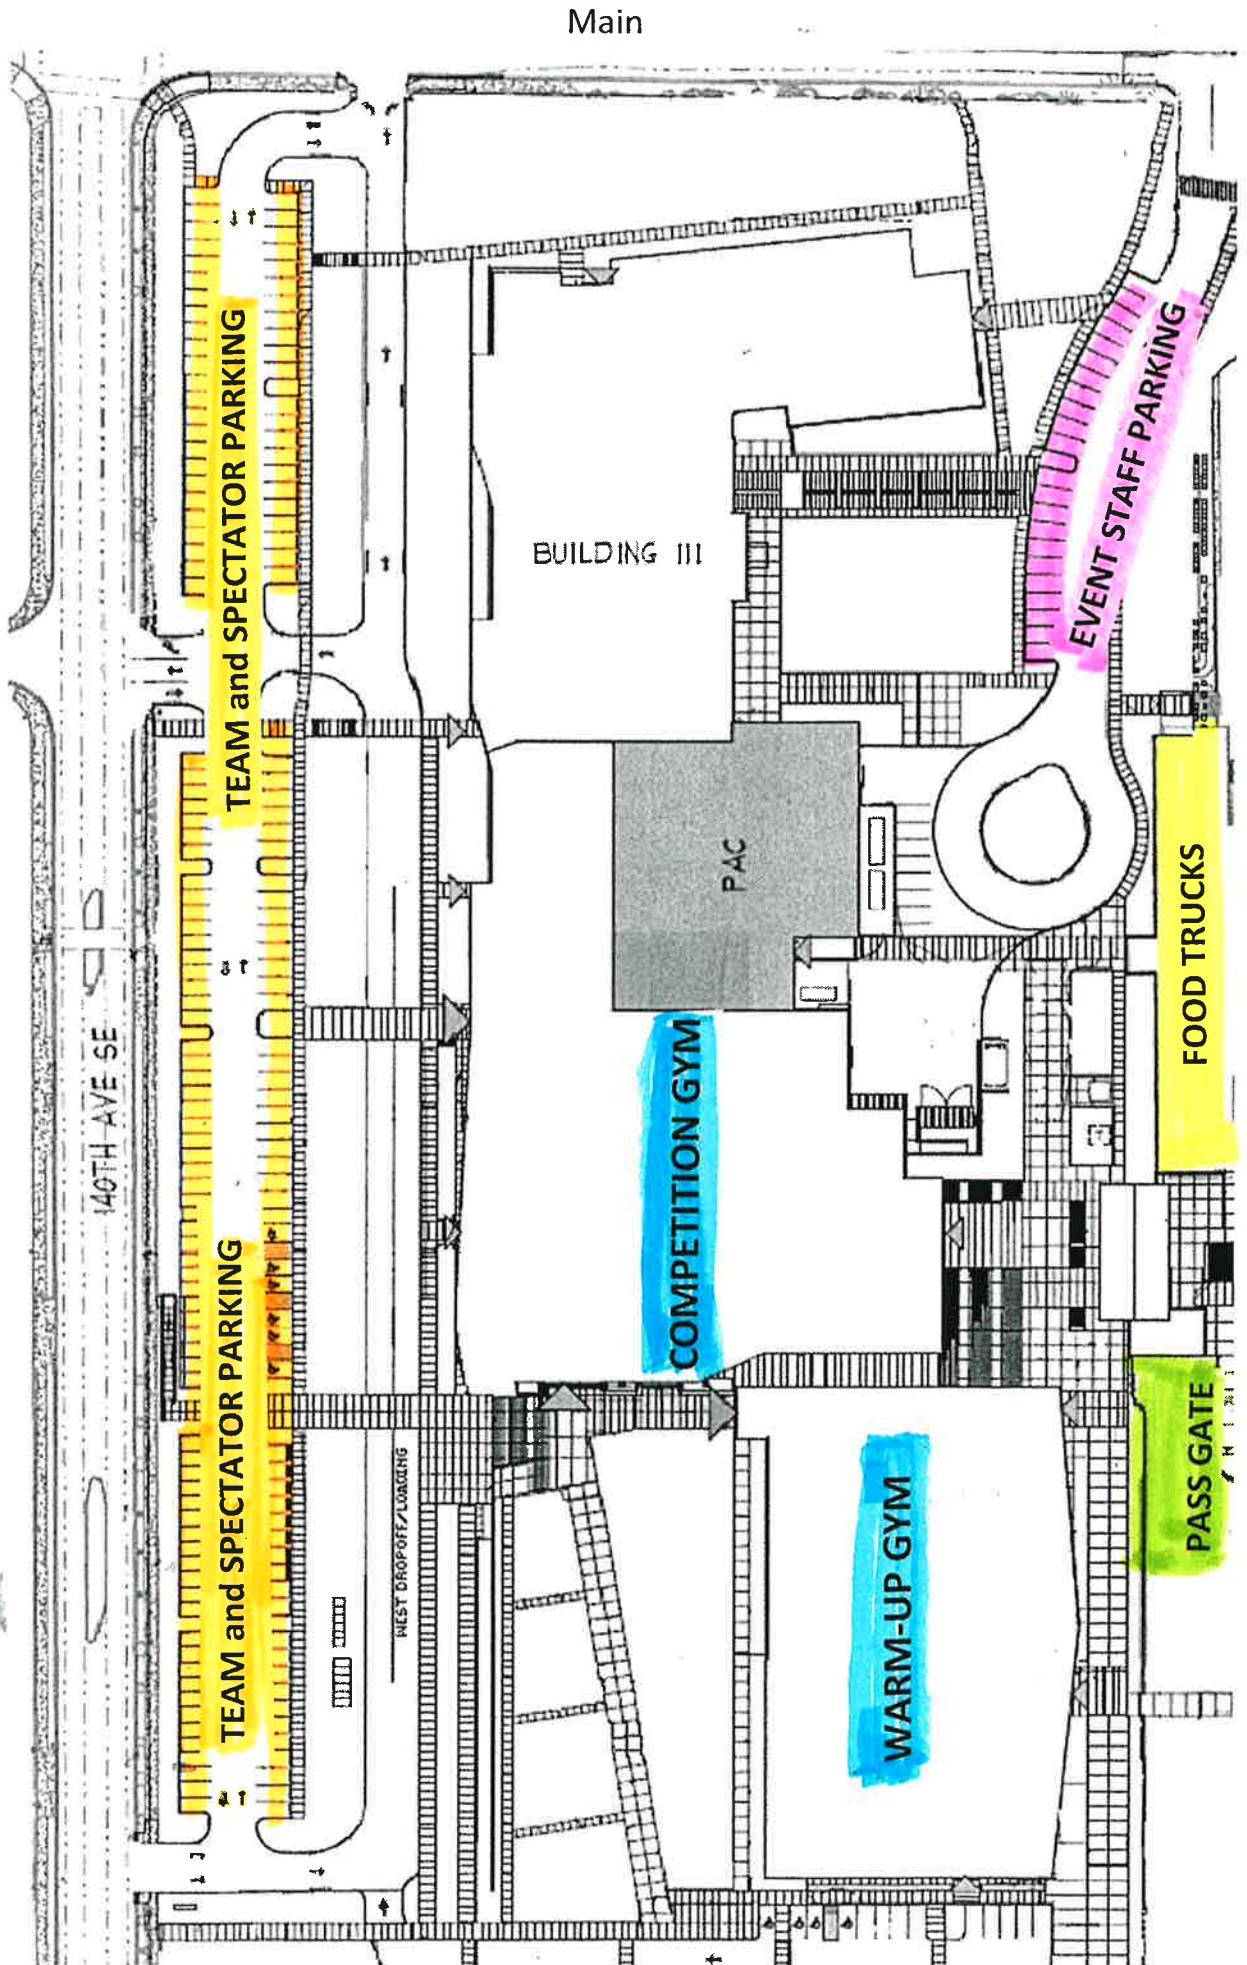 Main
TEAM and SPECTATOR PARKING
EVENT STAFF PARKING
BUILDING III
PAC
FOOD TRUCKS
140TH AVE SE
COMPETITION GYM
TEAM and SPECTATOR PARKING
PASS GATE
WEST DROPOFF/LOADING
WARM-UP GYM